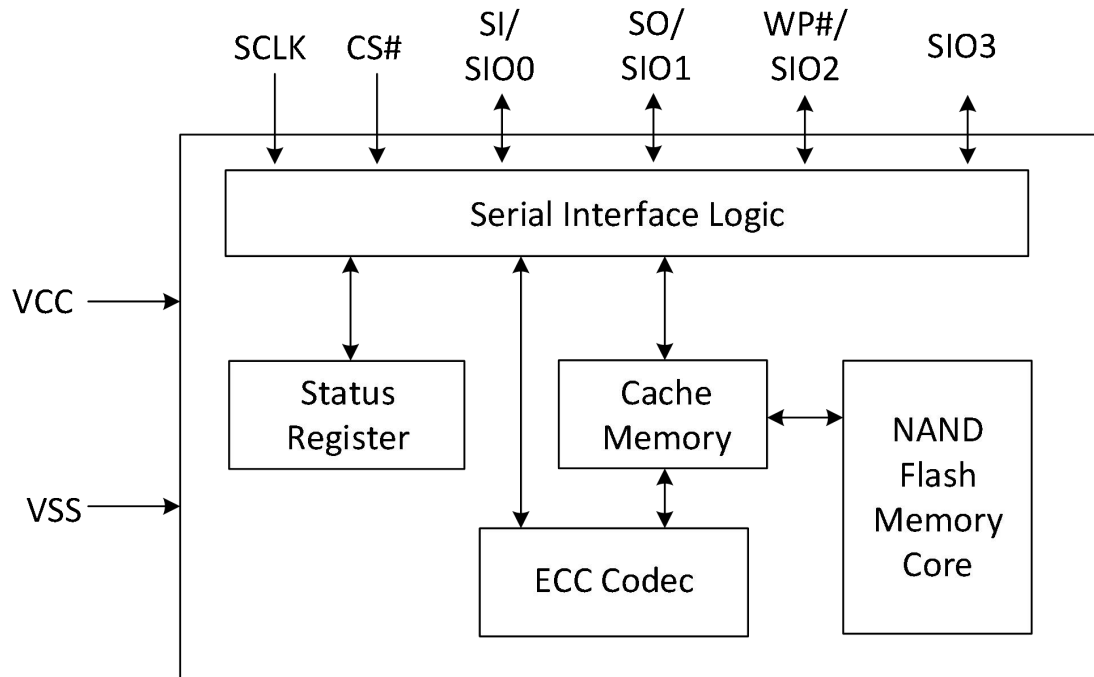 SCLK
CS#
SI/
SIO0
SO/
SIO1
WP#/
SIO2
SIO3
Serial Interface Logic
VCC
VSS
Status
Register
Cache
Memory
NAND
Flash
Memory
Core
ECC Codec